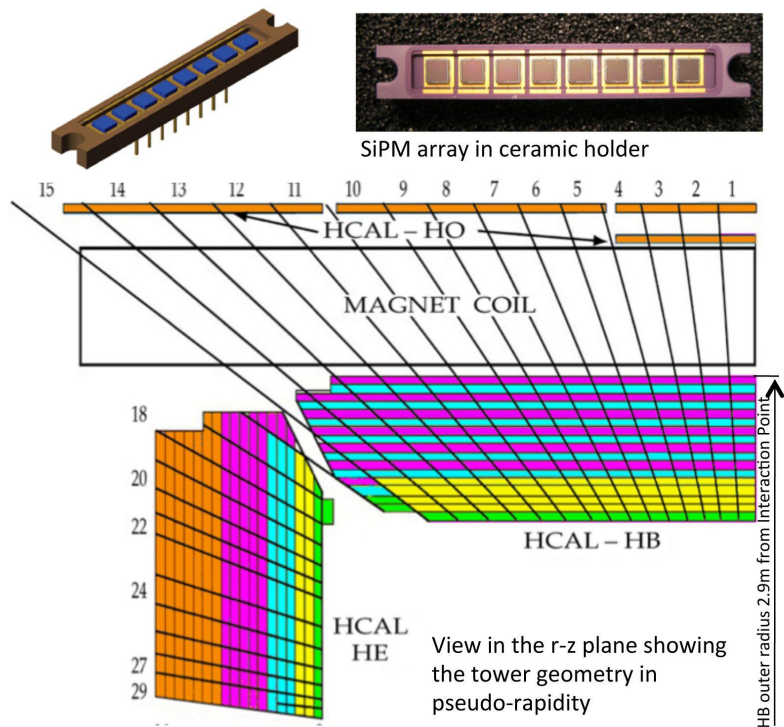 SiPM array in ceramic holder
15 14 13 12 11 10 9 8 7 6 5 4 3 2 1
HCAL – HO
MAGNET COIL
18
20
22
24
27
29
HCAL – HB
HCAL
HE
View in the r-z plane showing
the tower geometry in
pseudo-rapidity
HB outer radius 2.9m from Interaction Point